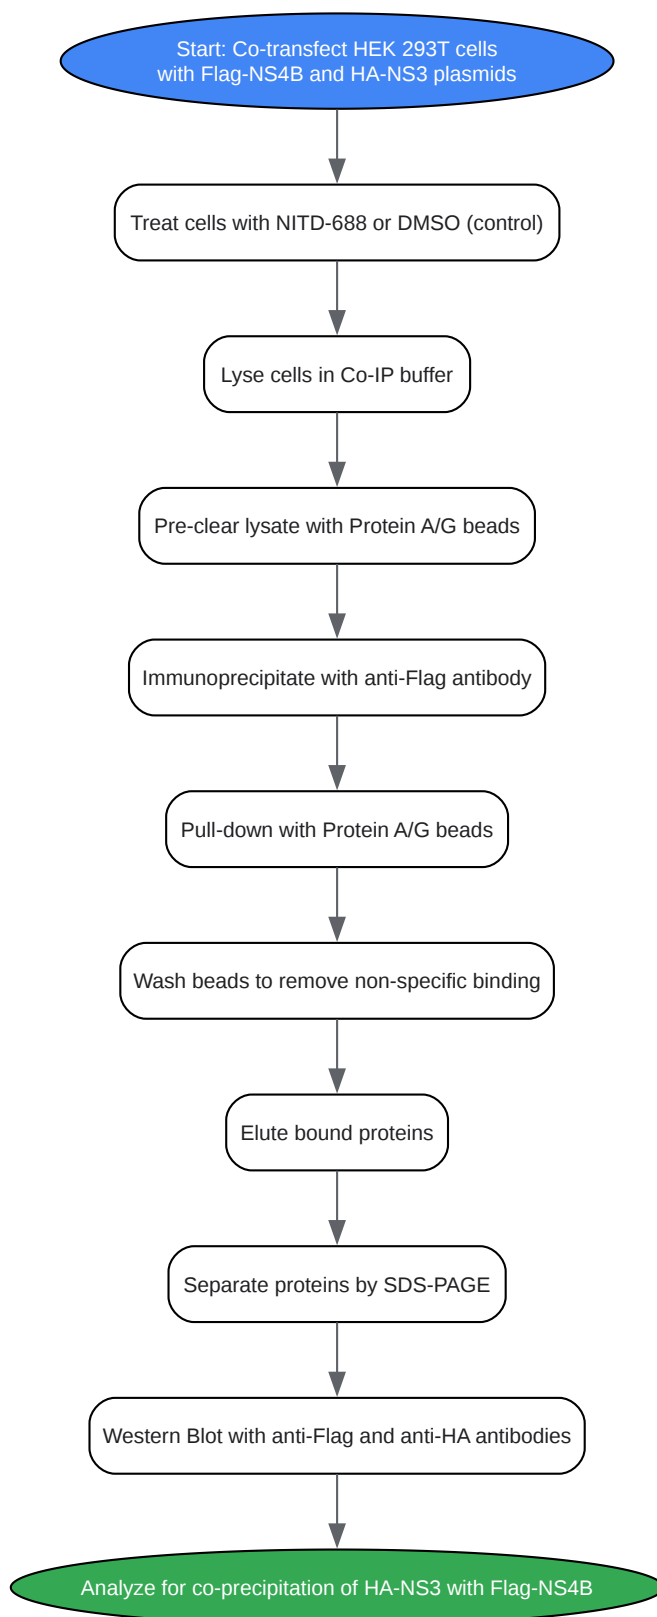 Start: Co-transfect HEK 293T cells
with Flag-NS4B and HA-NS3 plasmids
Treat cells with NITD-688 or DMSO (control)
Lyse cells in Co-IP buffer
Pre-clear lysate with Protein A/G beads
Immunoprecipitate with anti-Flag antibody
Pull-down with Protein A/G beads
Wash beads to remove non-specific binding
Elute bound proteins
Separate proteins by SDS-PAGE
Western Blot with anti-Flag and anti-HA antibodies
Analyze for co-precipitation of HA-NS3 with Flag-NS4B